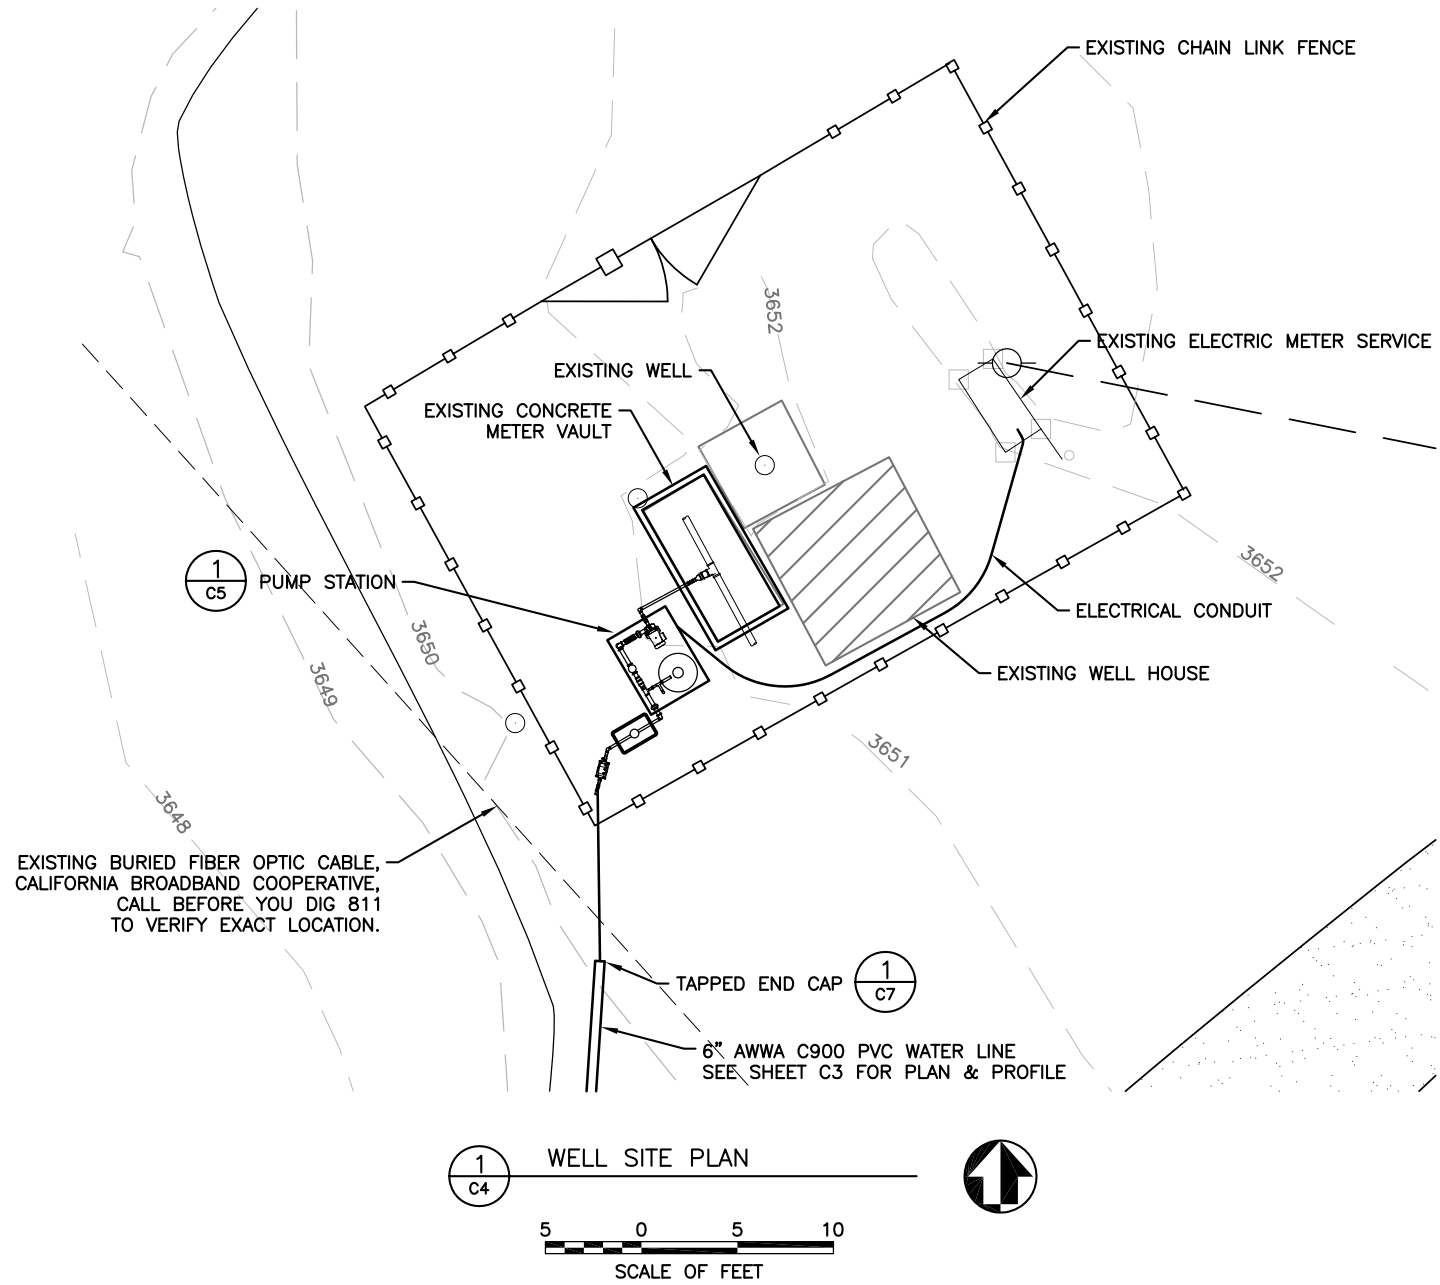 EXISTING CHAIN LINK FENCE
3652
EXISTING ELECTRIC METER SERVICE
EXISTING WELL
EXISTING CONCRETE
METER VAULT
1
C5
PUMP STATION
3652
ELECTRICAL CONDUIT
3650
3649
EXISTING WELL HOUSE
3651
3648
EXISTING BURIED FIBER OPTIC CABLE,
CALIFORNIA BROADBAND COOPERATIVE,
CALL BEFORE YOU DIG 811
TO VERIFY EXACT LOCATION.
TAPPED END CAP
1
C7
6" AWWA C900 PVC WATER LINE
SEE SHEET C3 FOR PLAN & PROFILE
1
C4
WELL SITE PLAN
5 0 5 10
SCALE OF FEET